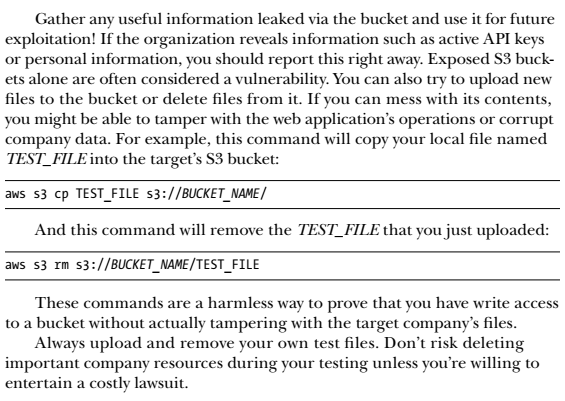 Gather any useful information leaked via the bucket and use it for future
exploitation! If the organization reveals information such as active API keys
or personal information, you should report this right away. Exposed S3 buck-
ets alone are often considered a vulnerability. You can also try to upload new
files to the bucket or delete files from it. If you can mess with its contents,
you might be able to tamper with the web application's operations or corrupt
company data. For example, this command will copy your local file named
TEST_FILE into the target's S3 bucket:
aws s3 cp TEST_FILE s3://BUCKET_NAME/
And this command will remove the TEST_FILE that you just uploaded:
aws s3 rm s3://BUCKET_NAME/TEST_FILE
These commands are a harmless way to prove that you have write access
to a bucket without actually tampering with the target company's files.
Always upload and remove your own test files. Don't risk deleting
important company resources during your testing unless you're willing to
entertain a costly lawsuit.